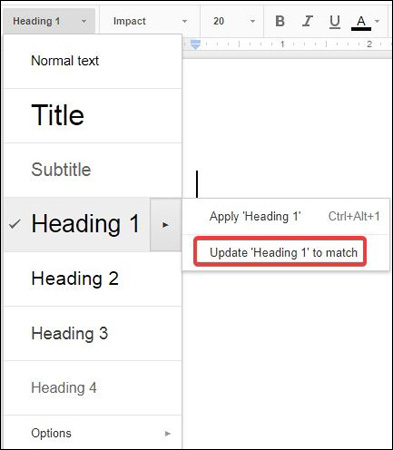 Heading 1 Impact 20 B I U A
1 2
Normal text
Title
Subtitle
Heading 1
Apply 'Heading 1' Ctrl+Alt+1
Update 'Heading 1' to match
Heading 2
Heading 3
Heading 4
Options